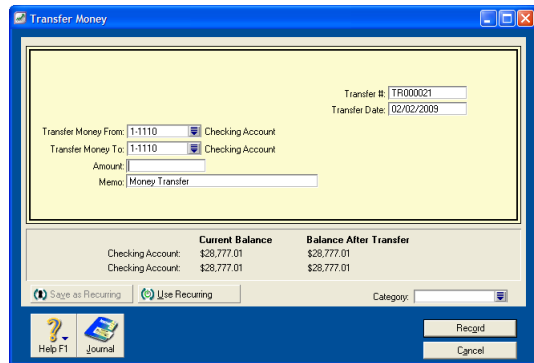 Transfer Money
Transfer #: TR000021
Transfer Date: 02/02/2009
Transfer Money From: 1-1110 Checking Account
Transfer Money To: 1-1110 Checking Account
Amount:
Memo: Money Transfer
Current Balance Balance After Transfer
Checking Account: $28,777.01 $28,777.01
Checking Account: $28,777.01 $28,777.01
Save as Recurring Use Recurring Category:
Help F1 Journal
Record
Cancel